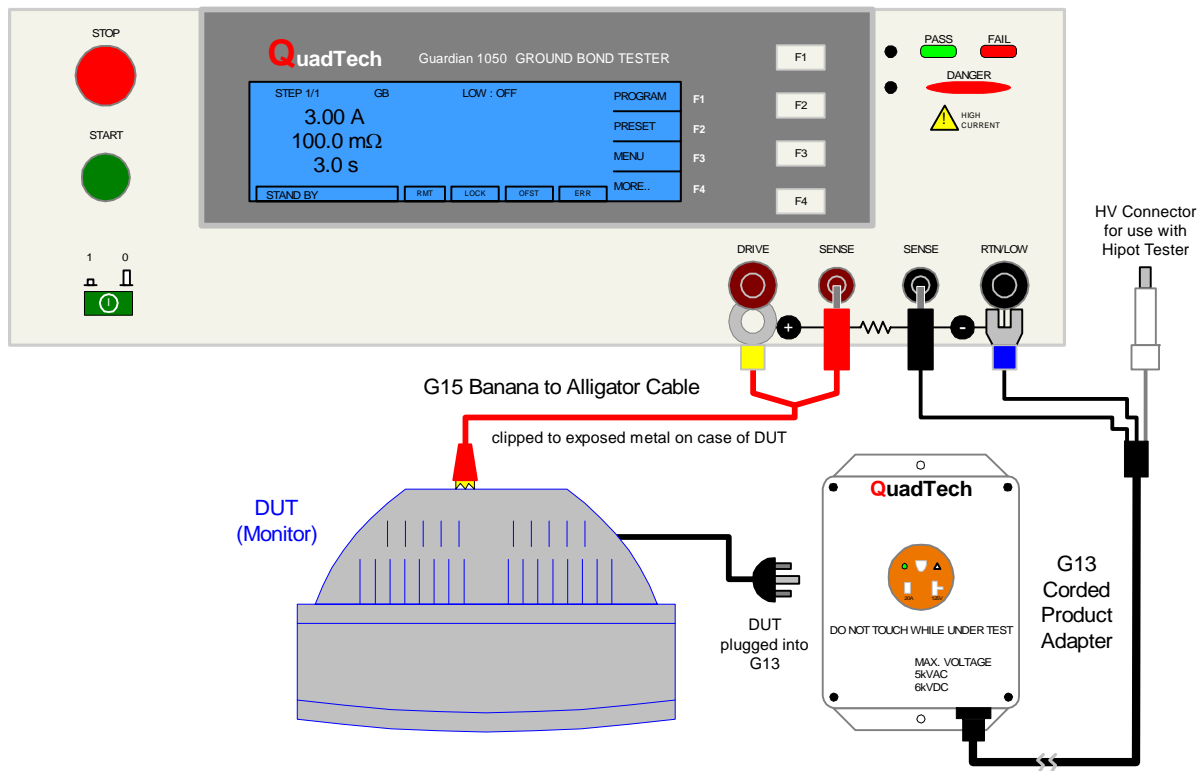 STOP
START
1 0
QuadTech Guardian 1050 GROUND BOND TESTER
STEP 1/1 GB LOW : OFF
3.00 A
100.0 mΩ
3.0 s
STAND BY RMT LOCK OFST ERR
PROGRAM F1
PRESET F2
MENU F3
MORE.. F4
F1
F2
F3
F4
PASS FAIL
DANGER
HIGH
CURRENT
DRIVE SENSE SENSE RTN/LOW
+ -
HV Connector
for use with
Hipot Tester
G15 Banana to Alligator Cable
clipped to exposed metal on case of DUT
DUT
(Monitor)
DUT
plugged into
G13
QuadTech
20A 125V
DO NOT TOUCH WHILE UNDER TEST
MAX. VOLTAGE
5kVAC
6kVDC
G13
Corded
Product
Adapter